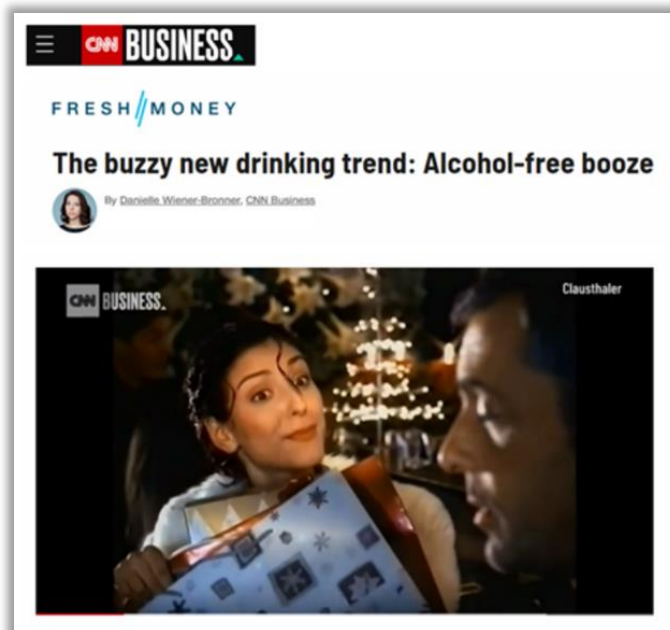 CNN BUSINESS
FRESH//MONEY
The buzzy new drinking trend: Alcohol-free booze
By Danielle Wiener-Bronner, CNN Business
CNN BUSINESS
Clausthaler